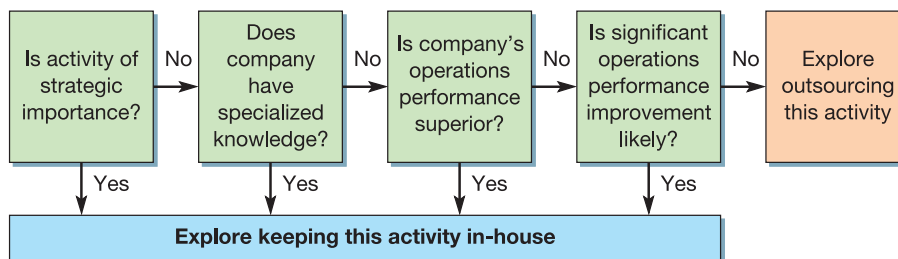 Is activity of
strategic
importance?
No
Does
company
have
specialized
knowledge?
No
Is company's
operations
performance
superior?
No
Is significant
operations
performance
improvement
likely?
No
Explore
outsourcing
this activity
Yes
Yes
Yes
Yes
Explore keeping this activity in-house